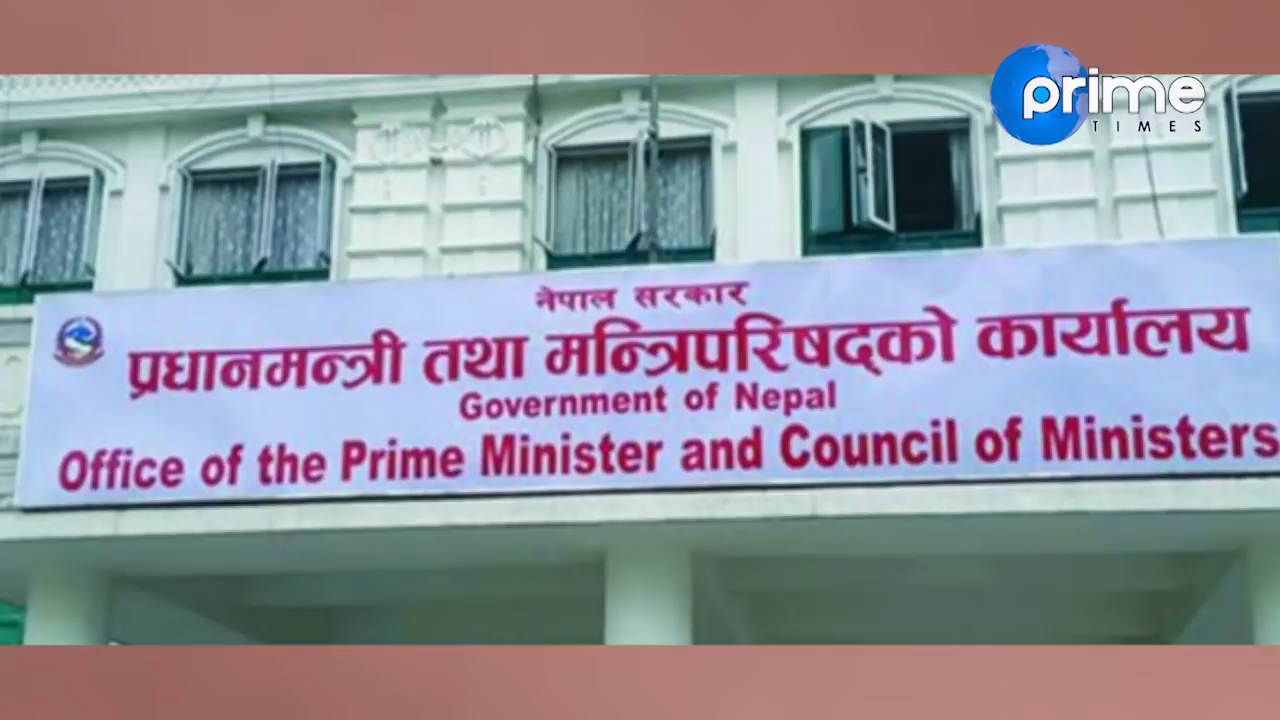 prime
TIMES
नेपाल सरकार
प्रधानमन्त्री तथा मन्त्रिपरिषद्को कार्यालय
Government of Nepal
Office of the Prime Minister and Council of Ministers